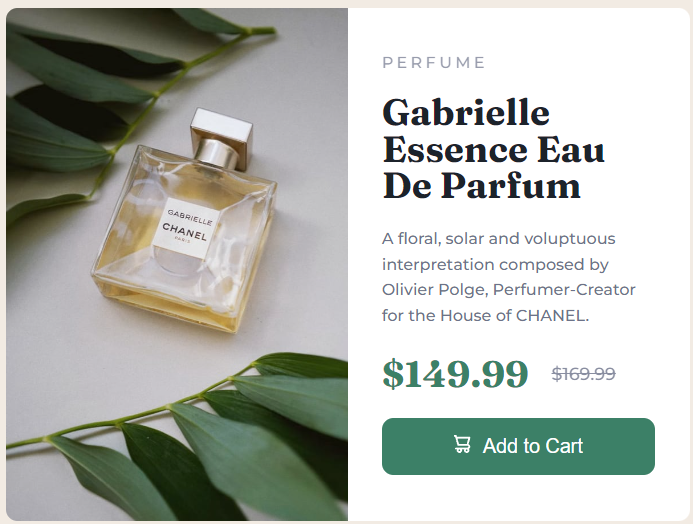 GABRIELLE
CHANEL
PARIS
PERFUME
Gabrielle
Essence Eau
De Parfum
A floral, solar and voluptuous
interpretation composed by
Olivier Polge, Perfumer-Creator
for the House of CHANEL.
$149.99 $169.99
Add to Cart